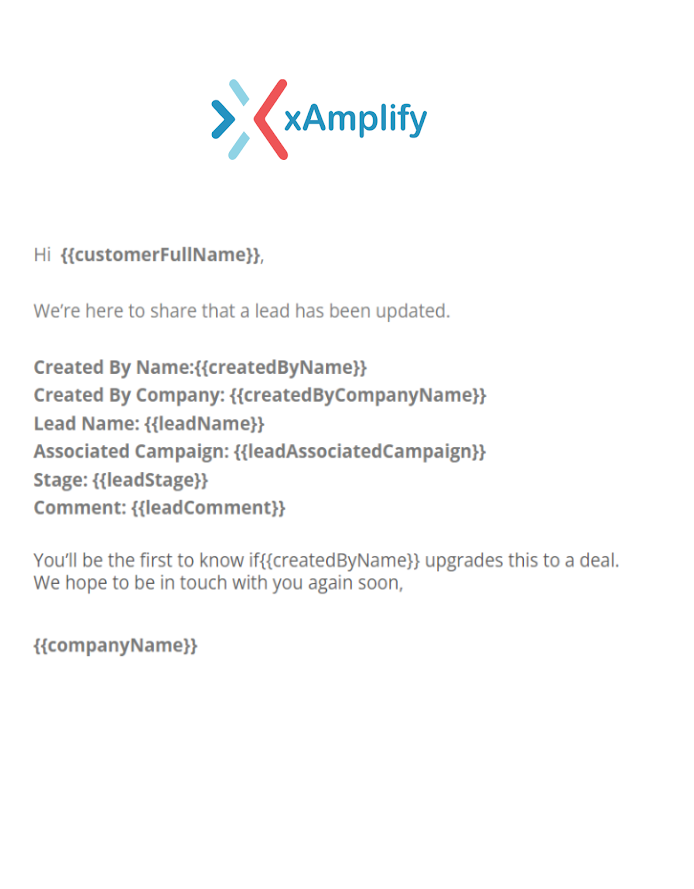 xAmplify
Hi  {{customerFullName}},
We’re here to share that a lead has been updated.
Created By Name:{{createdByName}}
Created By Company: {{createdByCompanyName}}
Lead Name: {{leadName}}
Associated Campaign: {{leadAssociatedCampaign}}
Stage: {{leadStage}}
Comment: {{leadComment}}
You’ll be the first to know if{{createdByName}} upgrades this to a deal.
We hope to be in touch with you again soon,
{{companyName}}